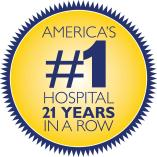 AMERICA'S
#1
HOSPITAL
21 YEARS
IN A ROW